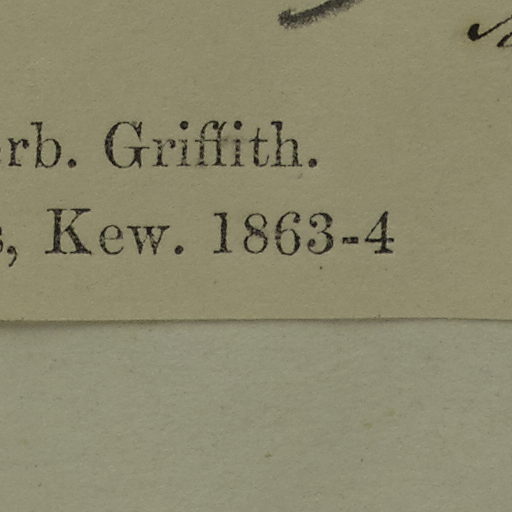 rb. Griffith.
, Kew. 1863-4